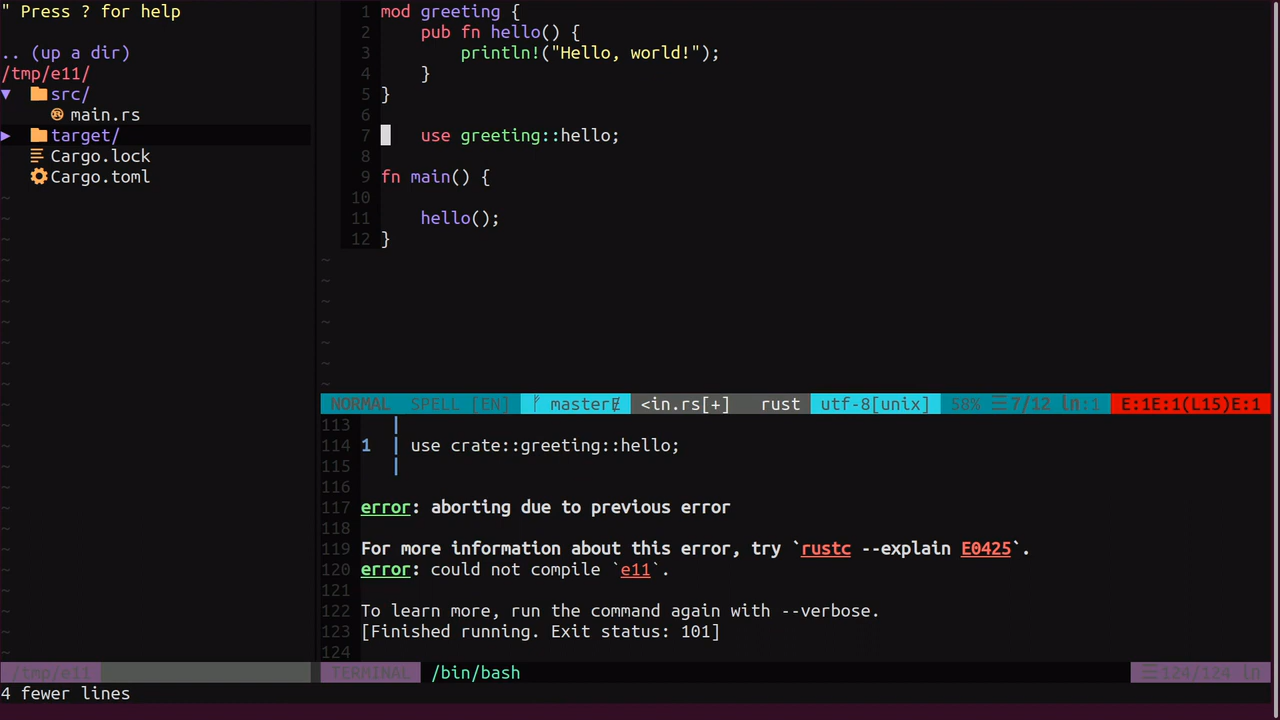 " Press ? for help
.. (up a dir)
/tmp/e11/
▼ src/
main.rs
▶ target/
Cargo.lock
Cargo.toml
1 mod greeting {
2     pub fn hello() {
3         println!("Hello, world!");
4     }
5 }
6
7     use greeting::hello;
8
9 fn main() {
10
11     hello();
12 }
NORMAL SPELL [EN] master <in.rs[+] rust utf-8[unix] 58% ☰7/12 ln:1 E:1E:1(L15)E:1
113     |
114 1   | use crate::greeting::hello;
115     |
116
117 error: aborting due to previous error
118
119 For more information about this error, try `rustc --explain E0425`.
120 error: could not compile `e11`.
121
122 To learn more, run the command again with --verbose.
123 [Finished running. Exit status: 101]
124
/tmp/e11 TERMINAL /bin/bash ☰124/124 ln
4 fewer lines